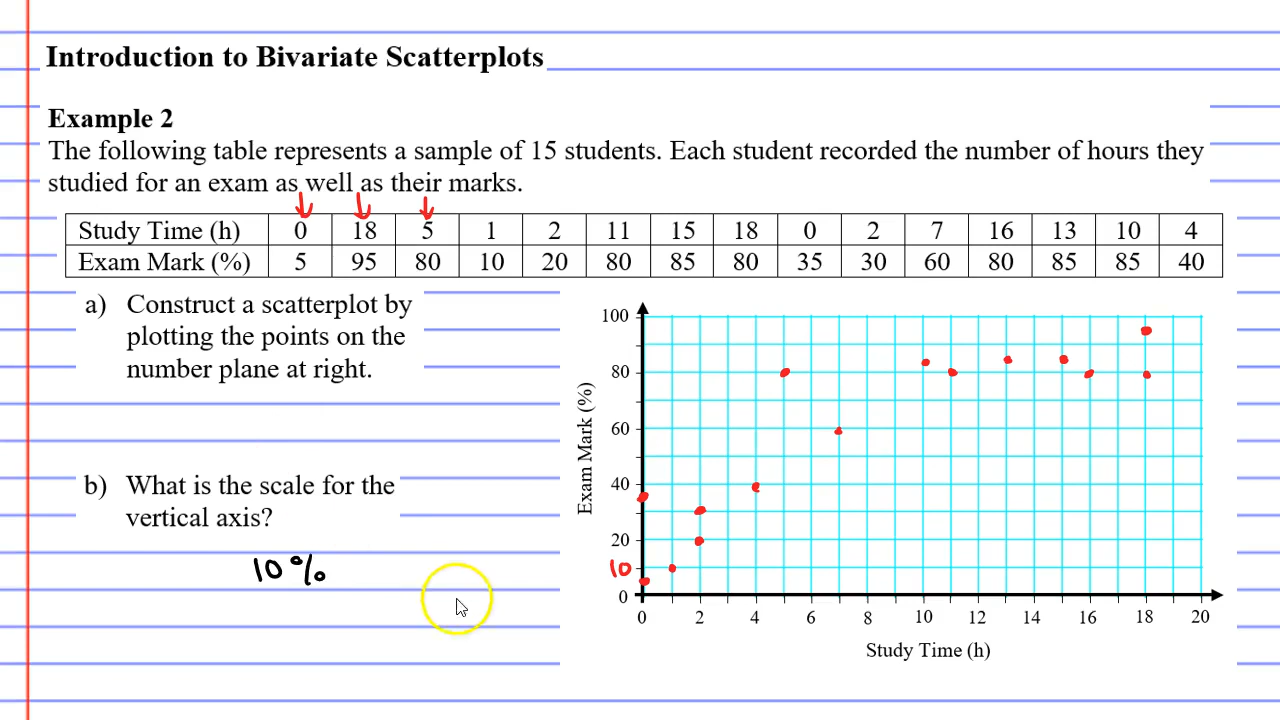 Introduction to Bivariate Scatterplots
Example 2
The following table represents a sample of 15 students. Each student recorded the number of hours they
studied for an exam as well as their marks.
Study Time (h) 0 18 5 1 2 11 15 18 0 2 7 16 13 10 4
Exam Mark (%) 5 95 80 10 20 80 85 80 35 30 60 80 85 85 40
a) Construct a scatterplot by
plotting the points on the
number plane at right.
b) What is the scale for the
vertical axis?
10%
100
80
60
40
20
10
0
Exam Mark (%)
0 2 4 6 8 10 12 14 16 18 20
Study Time (h)